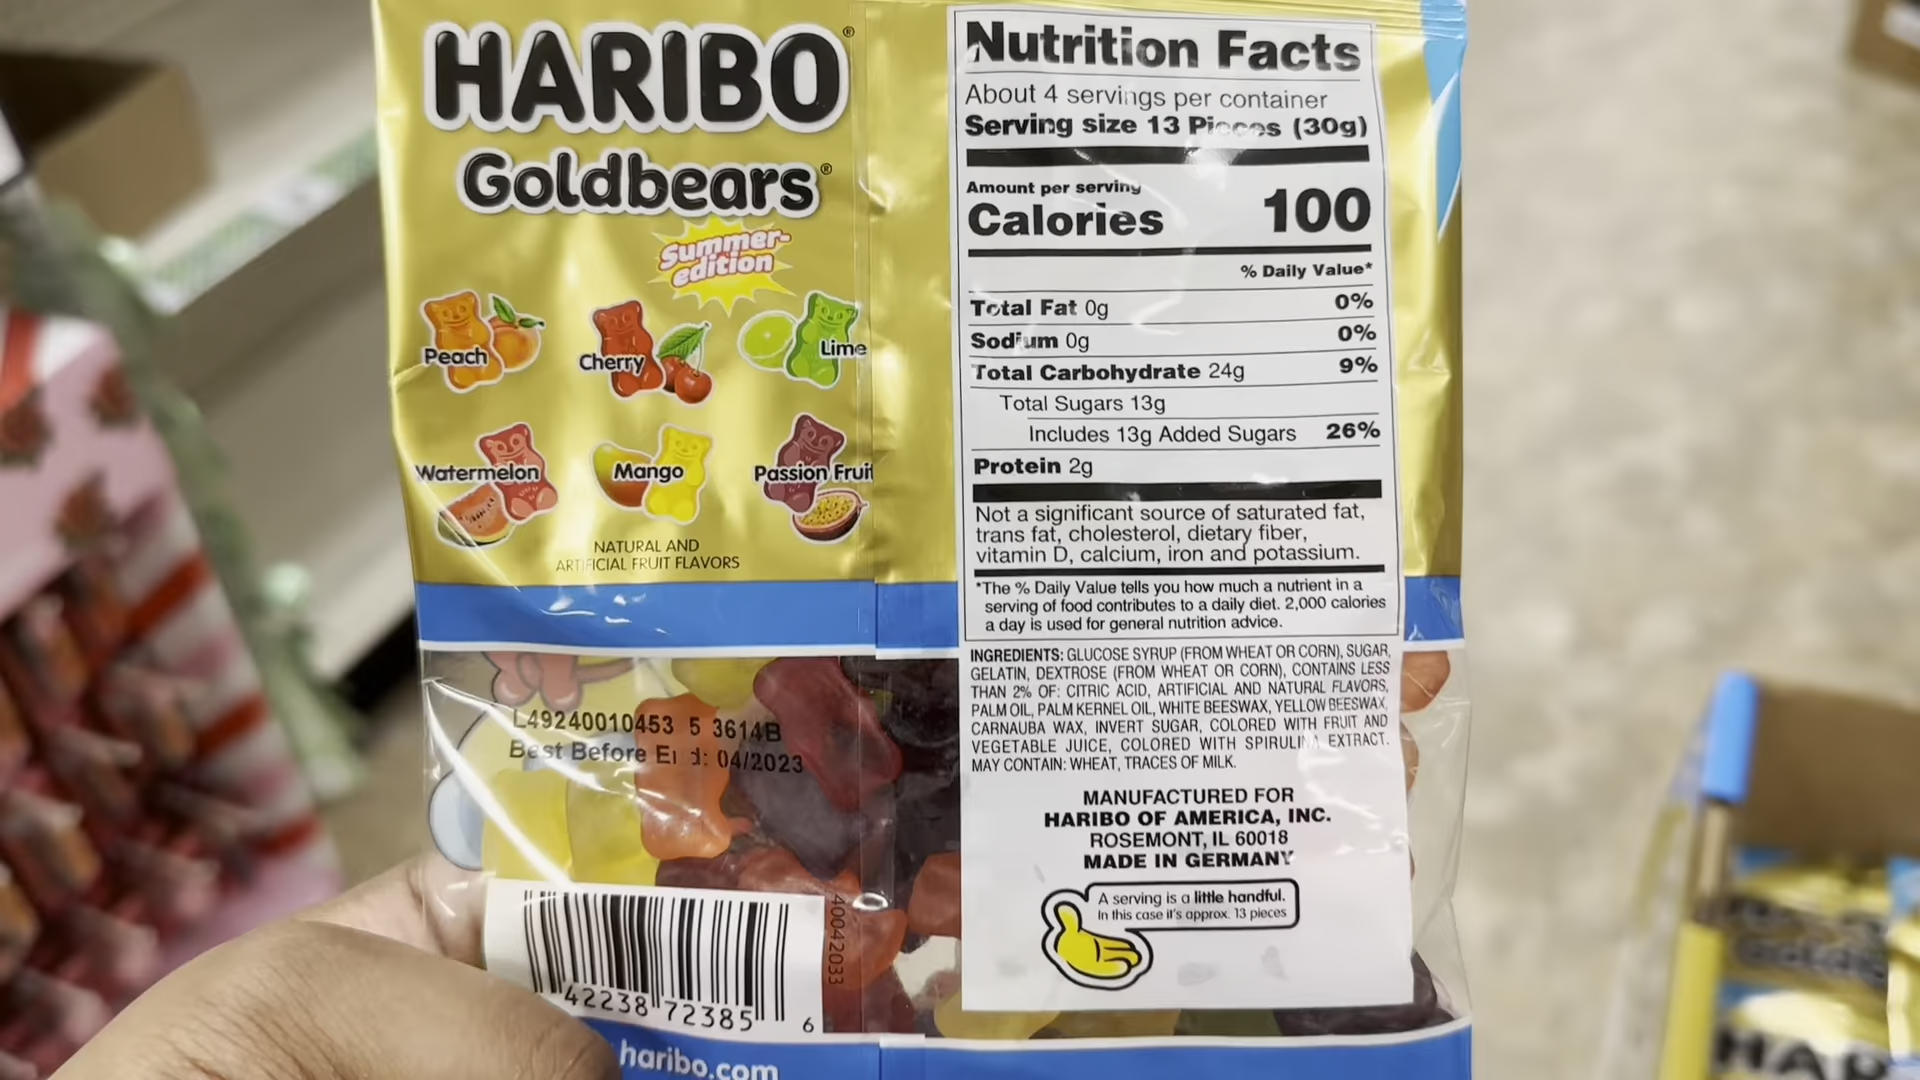 HARIBO®
Goldbears®
Summer-
edition
Peach
Cherry
Lime
Watermelon
Mango
Passion Fruit
NATURAL AND
ARTIFICIAL FRUIT FLAVORS
L49240010453 5 3614B
Best Before End: 04/2023
42238 72385 6
40042033
haribo.com
Nutrition Facts
About 4 servings per container
Serving size 13 Pieces (30g)
Amount per serving
Calories 100
% Daily Value*
Total Fat 0g 0%
Sodium 0g 0%
Total Carbohydrate 24g 9%
Total Sugars 13g
Includes 13g Added Sugars 26%
Protein 2g
Not a significant source of saturated fat,
trans fat, cholesterol, dietary fiber,
vitamin D, calcium, iron and potassium.
*The % Daily Value tells you how much a nutrient in a
serving of food contributes to a daily diet. 2,000 calories
a day is used for general nutrition advice.
INGREDIENTS: GLUCOSE SYRUP (FROM WHEAT OR CORN), SUGAR,
GELATIN, DEXTROSE (FROM WHEAT OR CORN), CONTAINS LESS
THAN 2% OF: CITRIC ACID, ARTIFICIAL AND NATURAL FLAVORS,
PALM OIL, PALM KERNEL OIL, WHITE BEESWAX, YELLOW BEESWAX,
CARNAUBA WAX, INVERT SUGAR, COLORED WITH FRUIT AND
VEGETABLE JUICE, COLORED WITH SPIRULINA EXTRACT.
MAY CONTAIN: WHEAT, TRACES OF MILK.
MANUFACTURED FOR
HARIBO OF AMERICA, INC.
ROSEMONT, IL 60018
MADE IN GERMANY
A serving is a little handful.
In this case it's approx. 13 pieces